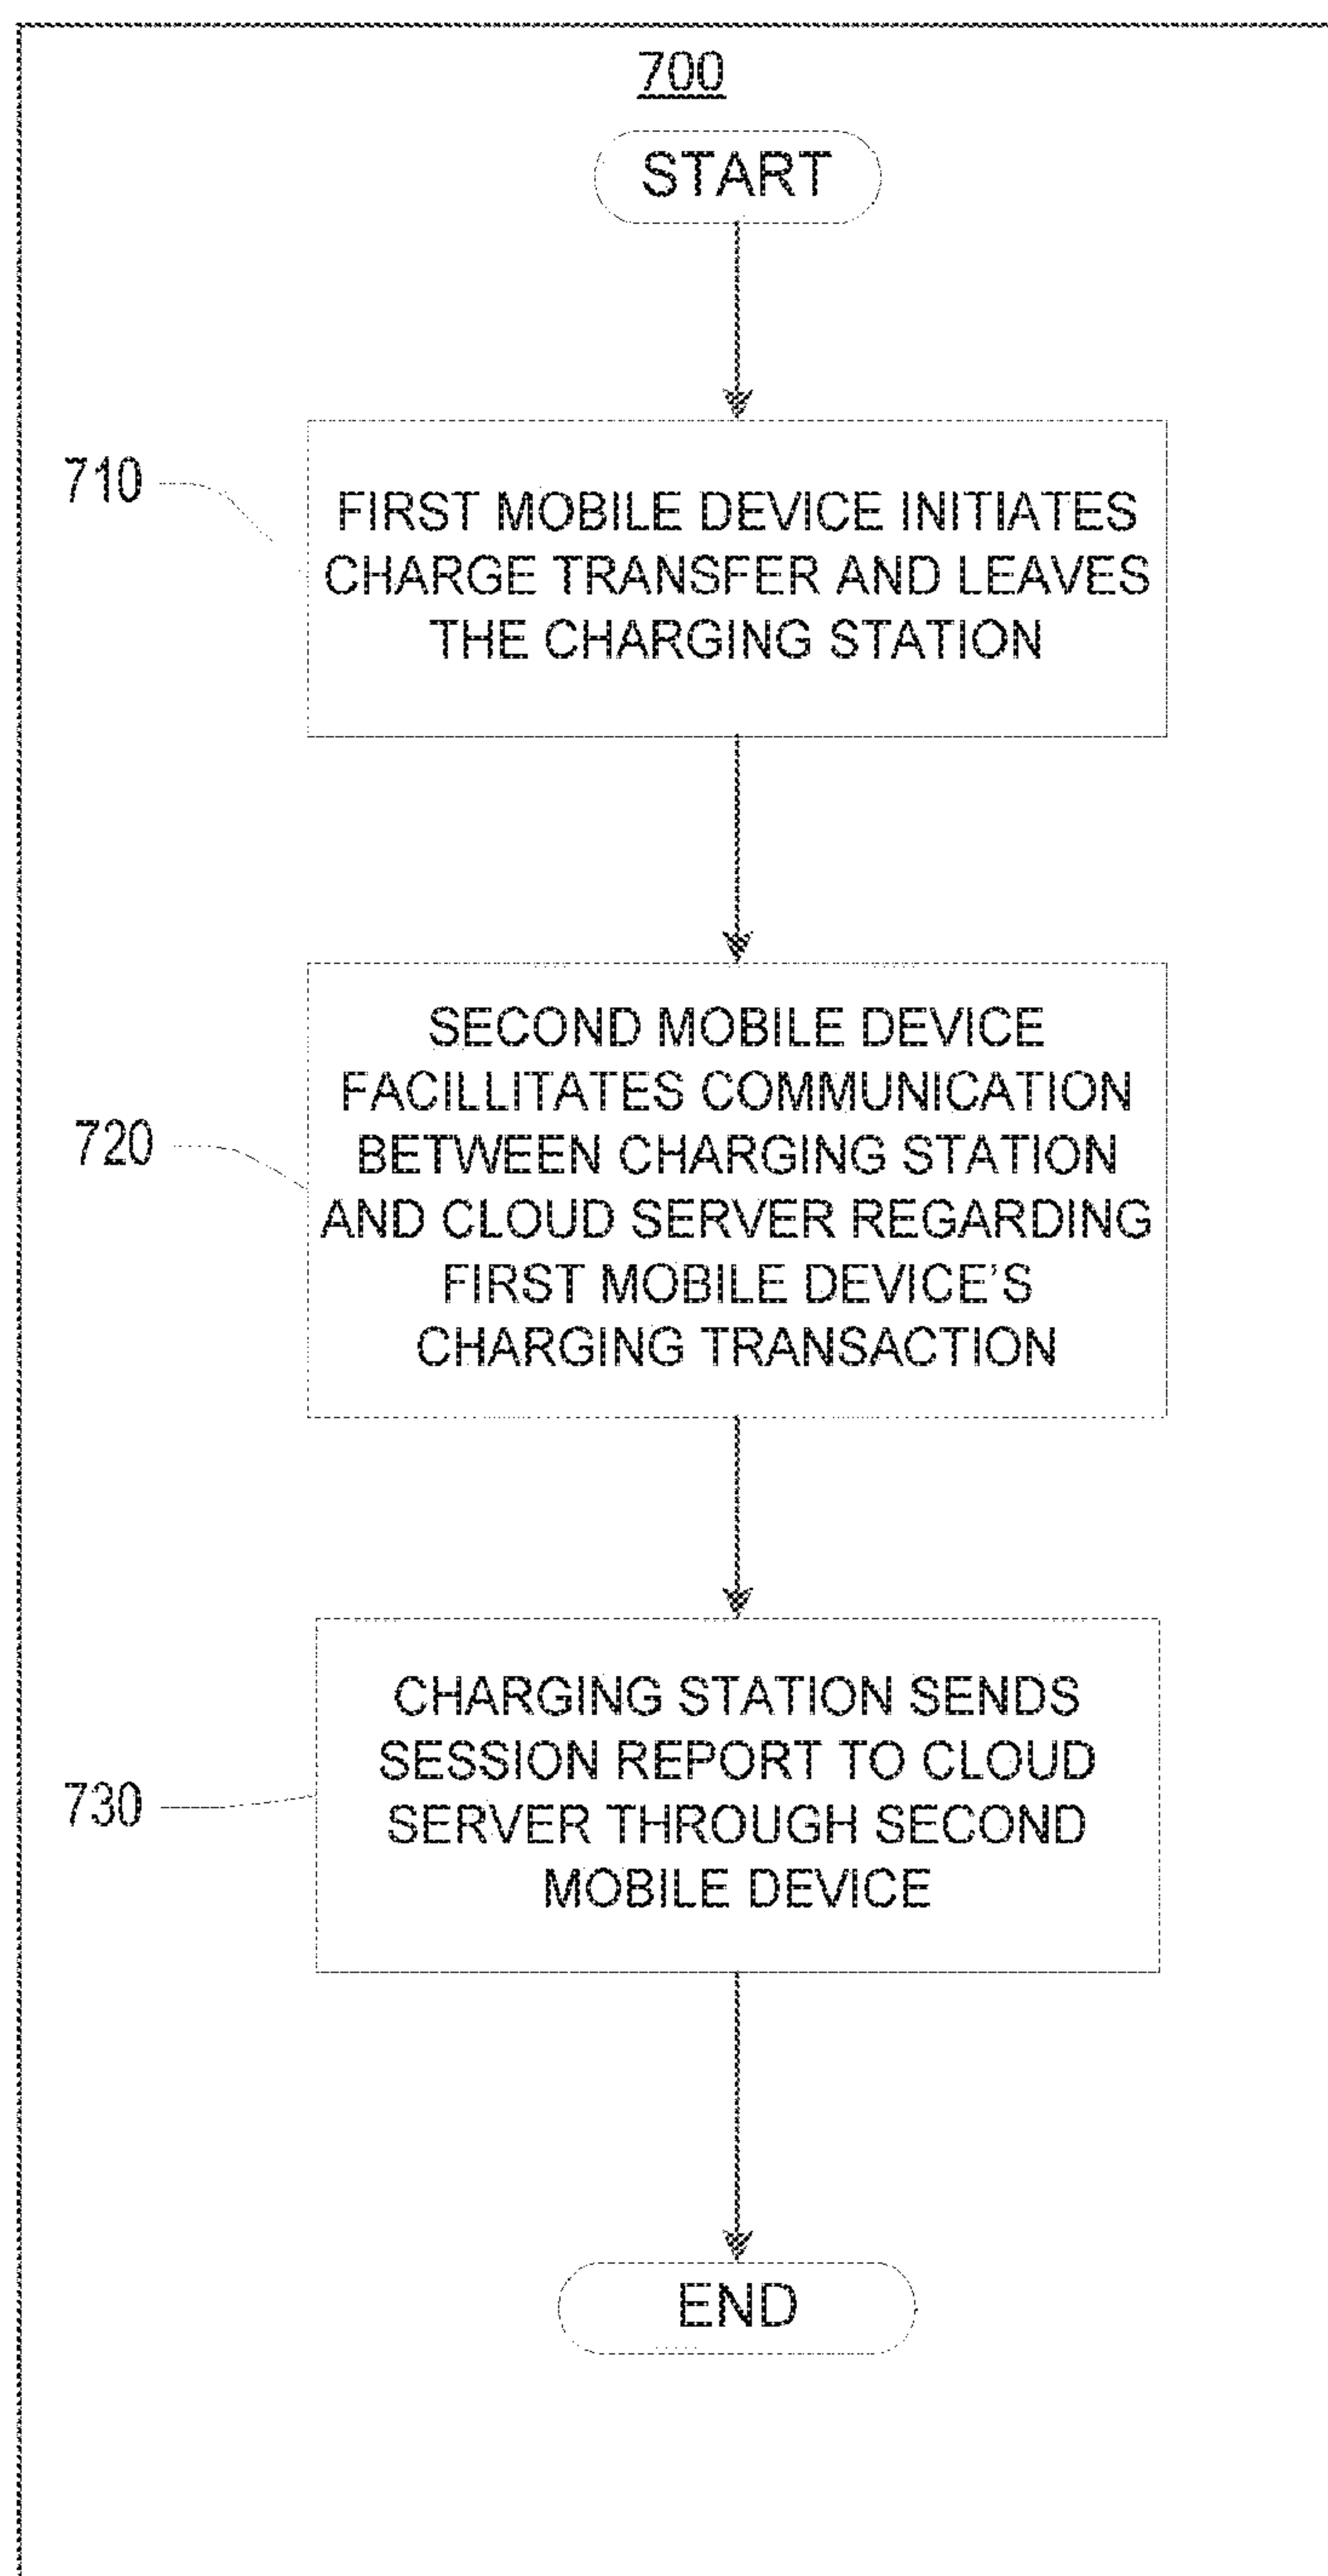 700
START
710
FIRST MOBILE DEVICE INITIATES
CHARGE TRANSFER AND LEAVES
THE CHARGING STATION
720
SECOND MOBILE DEVICE
FACILLITATES COMMUNICATION
BETWEEN CHARGING STATION
AND CLOUD SERVER REGARDING
FIRST MOBILE DEVICE’S
CHARGING TRANSACTION
730
CHARGING STATION SENDS
SESSION REPORT TO CLOUD
SERVER THROUGH SECOND
MOBILE DEVICE
END